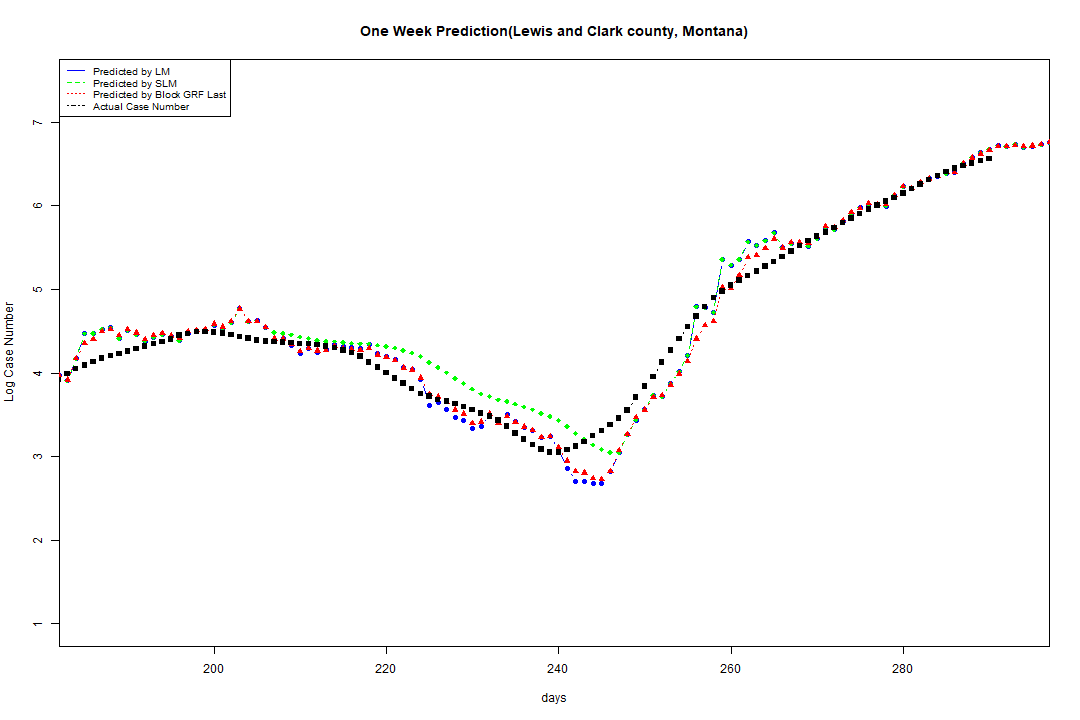 One Week Prediction(Lewis and Clark county, Montana)
Predicted by LM
Predicted by SLM
Predicted by Block GRF Last
Actual Case Number
7
6
5
4
3
2
1
Log Case Number
200 220 240 260 280
days